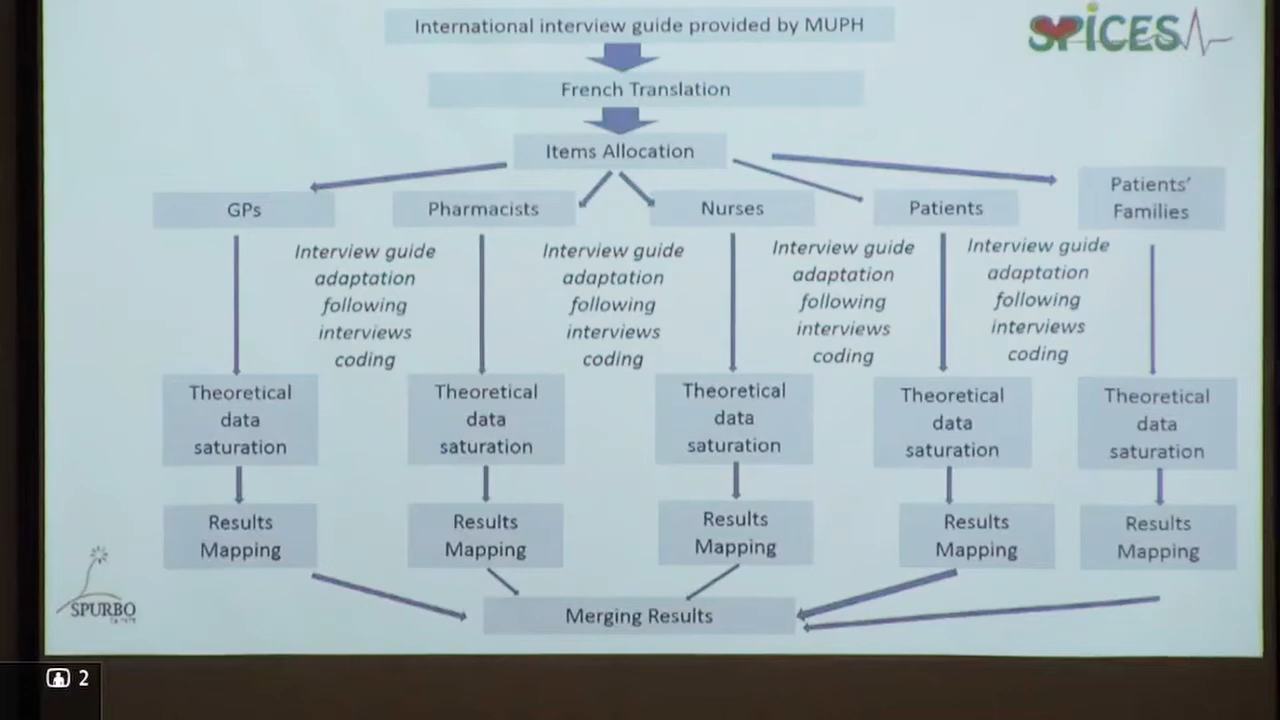 International interview guide provided by MUPH
SPICES
French Translation
Items Allocation
GPs
Pharmacists
Nurses
Patients
Patients'
Families
Interview guide
adaptation
following
interviews
coding
Interview guide
adaptation
following
interviews
coding
Interview guide
adaptation
following
interviews
coding
Interview guide
adaptation
following
interviews
coding
Theoretical
data
saturation
Theoretical
data
saturation
Theoretical
data
saturation
Theoretical
data
saturation
Theoretical
data
saturation
Results
Mapping
Results
Mapping
Results
Mapping
Results
Mapping
Results
Mapping
SPURBO
Merging Results
2